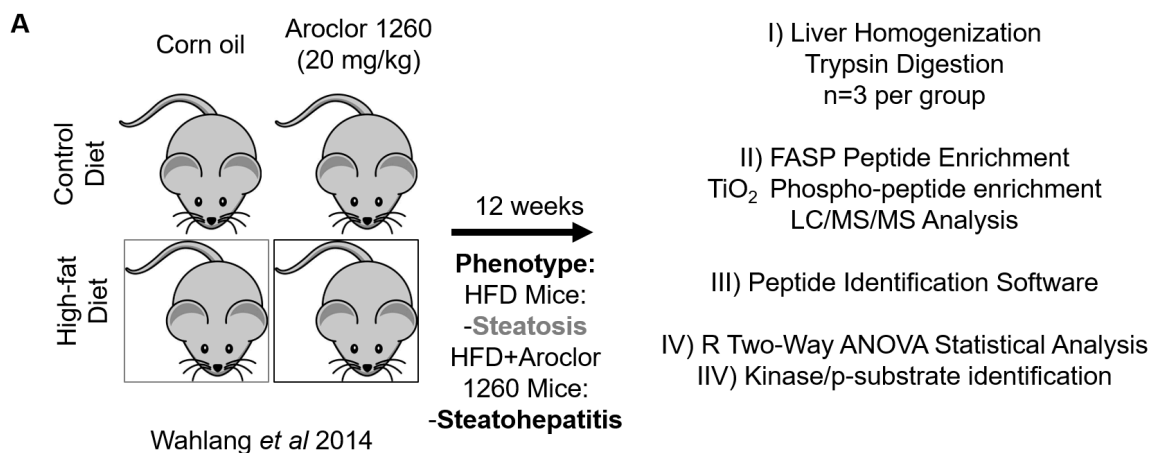 A
Corn oil
Aroclor 1260
(20 mg/kg)
Control
Diet
High-fat
Diet
Wahlang et al 2014
12 weeks
Phenotype:
HFD Mice:
-Steatosis
HFD+Aroclor
1260 Mice:
-Steatohepatitis
I) Liver Homogenization
Trypsin Digestion
n=3 per group
II) FASP Peptide Enrichment
TiO₂ Phospho-peptide enrichment
LC/MS/MS Analysis
III) Peptide Identification Software
IV) R Two-Way ANOVA Statistical Analysis
IIV) Kinase/p-substrate identification